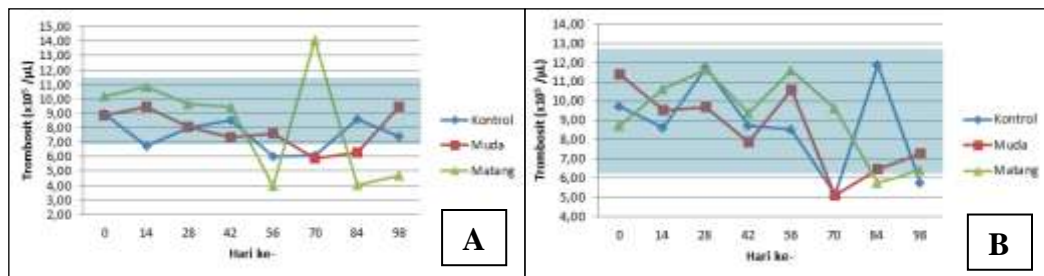 Trombosit (x10⁵ /µL)
15,00
14,00
13,00
12,00
11,00
10,00
9,00
8,00
7,00
6,00
5,00
4,00
3,00
2,00
0 14 28 42 56 70 84 98
Hari ke-
Kontrol
Muda
Matang
A
Trombosit (x10⁵ /µL)
14,00
13,00
12,00
11,00
10,00
9,00
8,00
7,00
6,00
5,00
4,00
0 14 28 42 56 70 84 98
Hari ke-
Kontrol
Muda
Matang
B